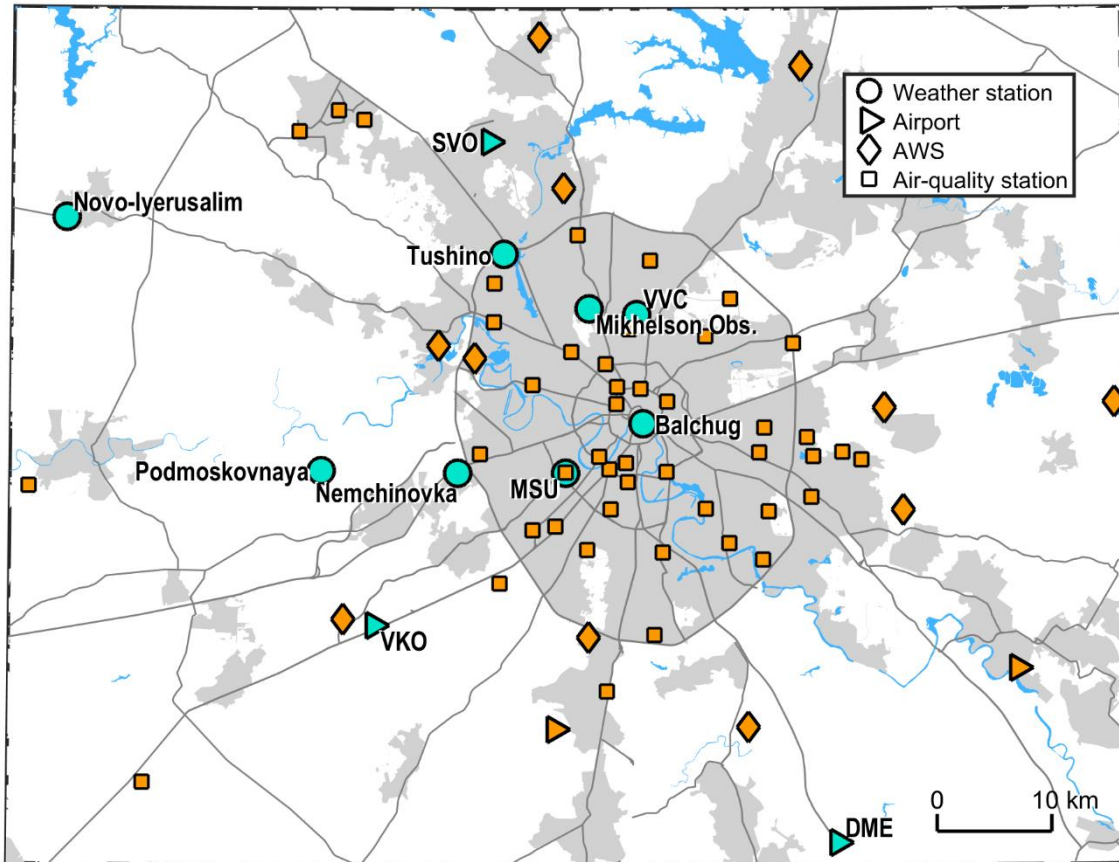 Weather station
Airport
AWS
Air-quality station
SVO
Novo-Iyerusalim
Tushino
VVC
Mikhelson-Obs.
Balchug
Podmoskovnaya
Nemchinovka
MSU
VKO
0 10 km
DME